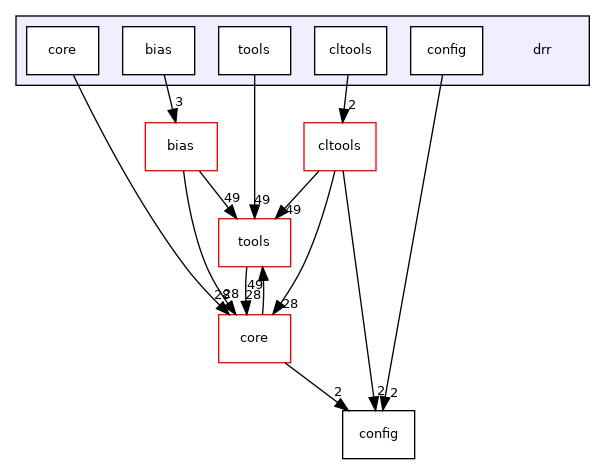 core bias tools cltools config drr
3 2
bias cltools
49 49 49
tools
49
28 28 28 28
core
2 2 2
config